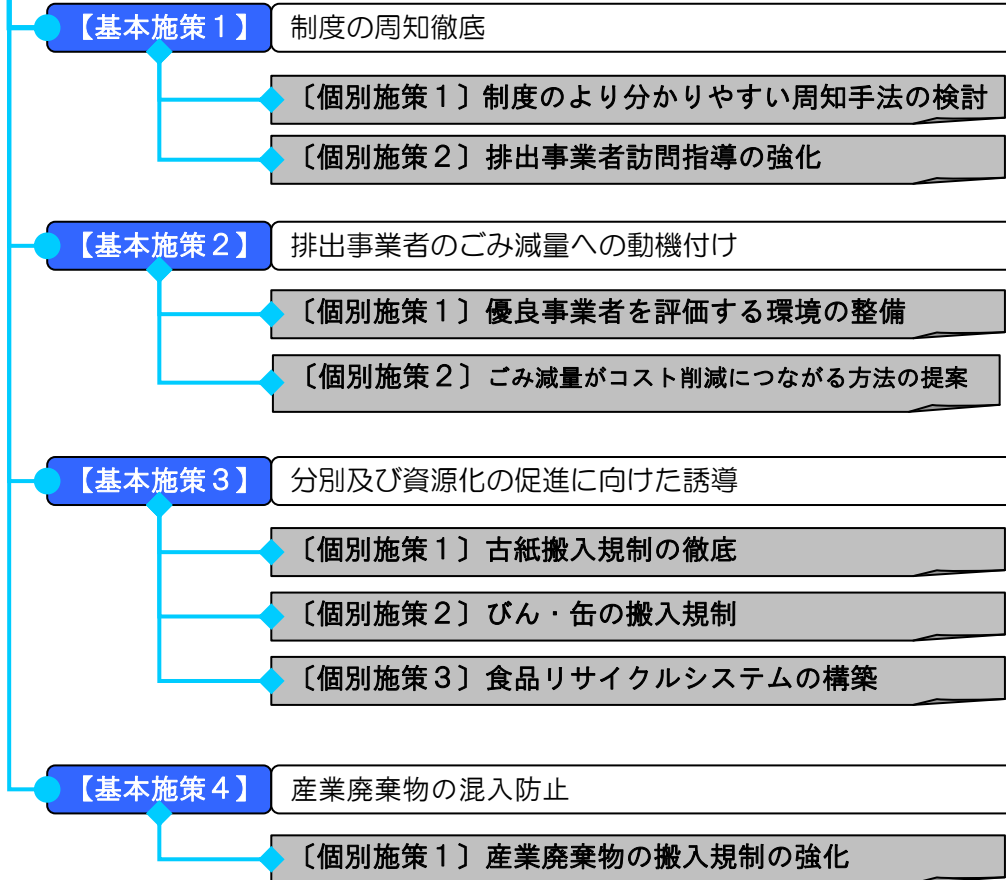 【基本施策１】 制度の周知徹底
〔個別施策１〕制度のより分かりやすい周知手法の検討
〔個別施策２〕排出事業者訪問指導の強化
【基本施策２】 排出事業者のごみ減量への動機付け
〔個別施策１〕優良事業者を評価する環境の整備
〔個別施策２〕ごみ減量がコスト削減につながる方法の提案
【基本施策３】 分別及び資源化の促進に向けた誘導
〔個別施策１〕古紙搬入規制の徹底
〔個別施策２〕びん・缶の搬入規制
〔個別施策３〕食品リサイクルシステムの構築
【基本施策４】 産業廃棄物の混入防止
〔個別施策１〕産業廃棄物の搬入規制の強化